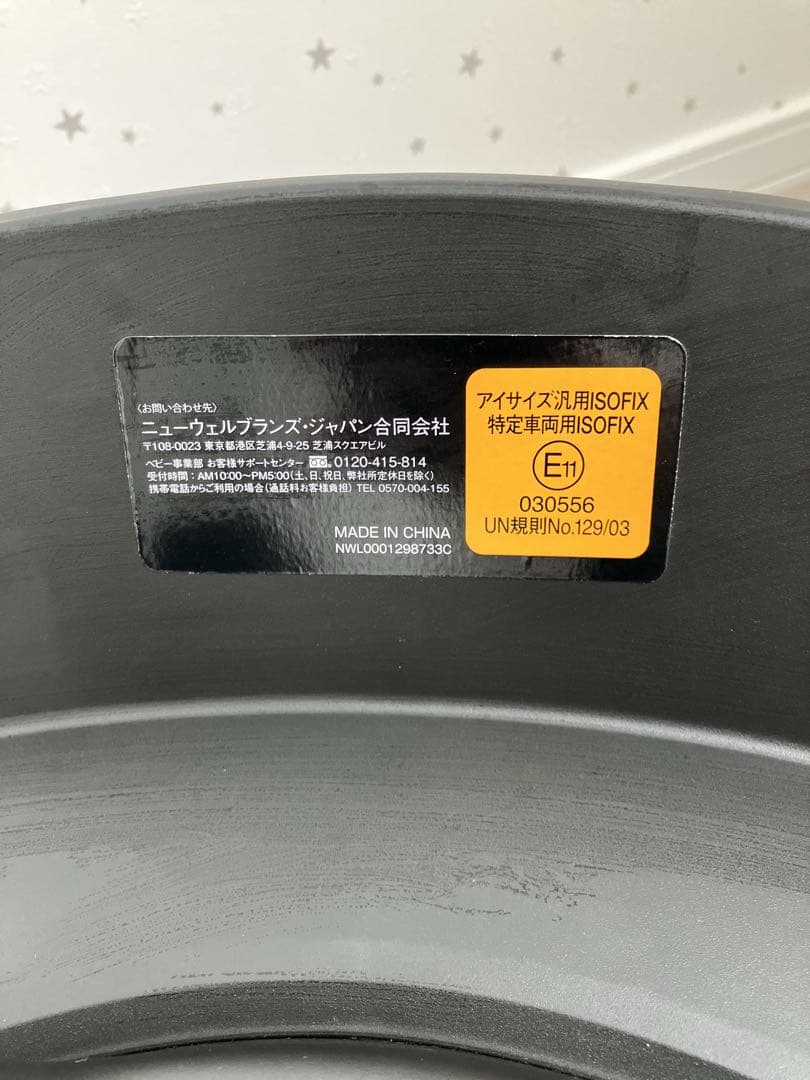 〈お問い合わせ先〉
ニューウェルブランズ・ジャパン合同会社
〒108-0023 東京都港区芝浦4-9-25 芝浦スクエアビル
ベビー事業部 お客様サポートセンター 0120-415-814
受付時間：AM10:00〜PM5:00（土、日、祝日、弊社所定休日を除く）
携帯電話からご利用の場合（通話料お客様負担）TEL 0570-004-155
MADE IN CHINA
NWL0001298733C
アイサイズ汎用ISOFIX
特定車両用ISOFIX
E11
030556
UN規則No.129/03